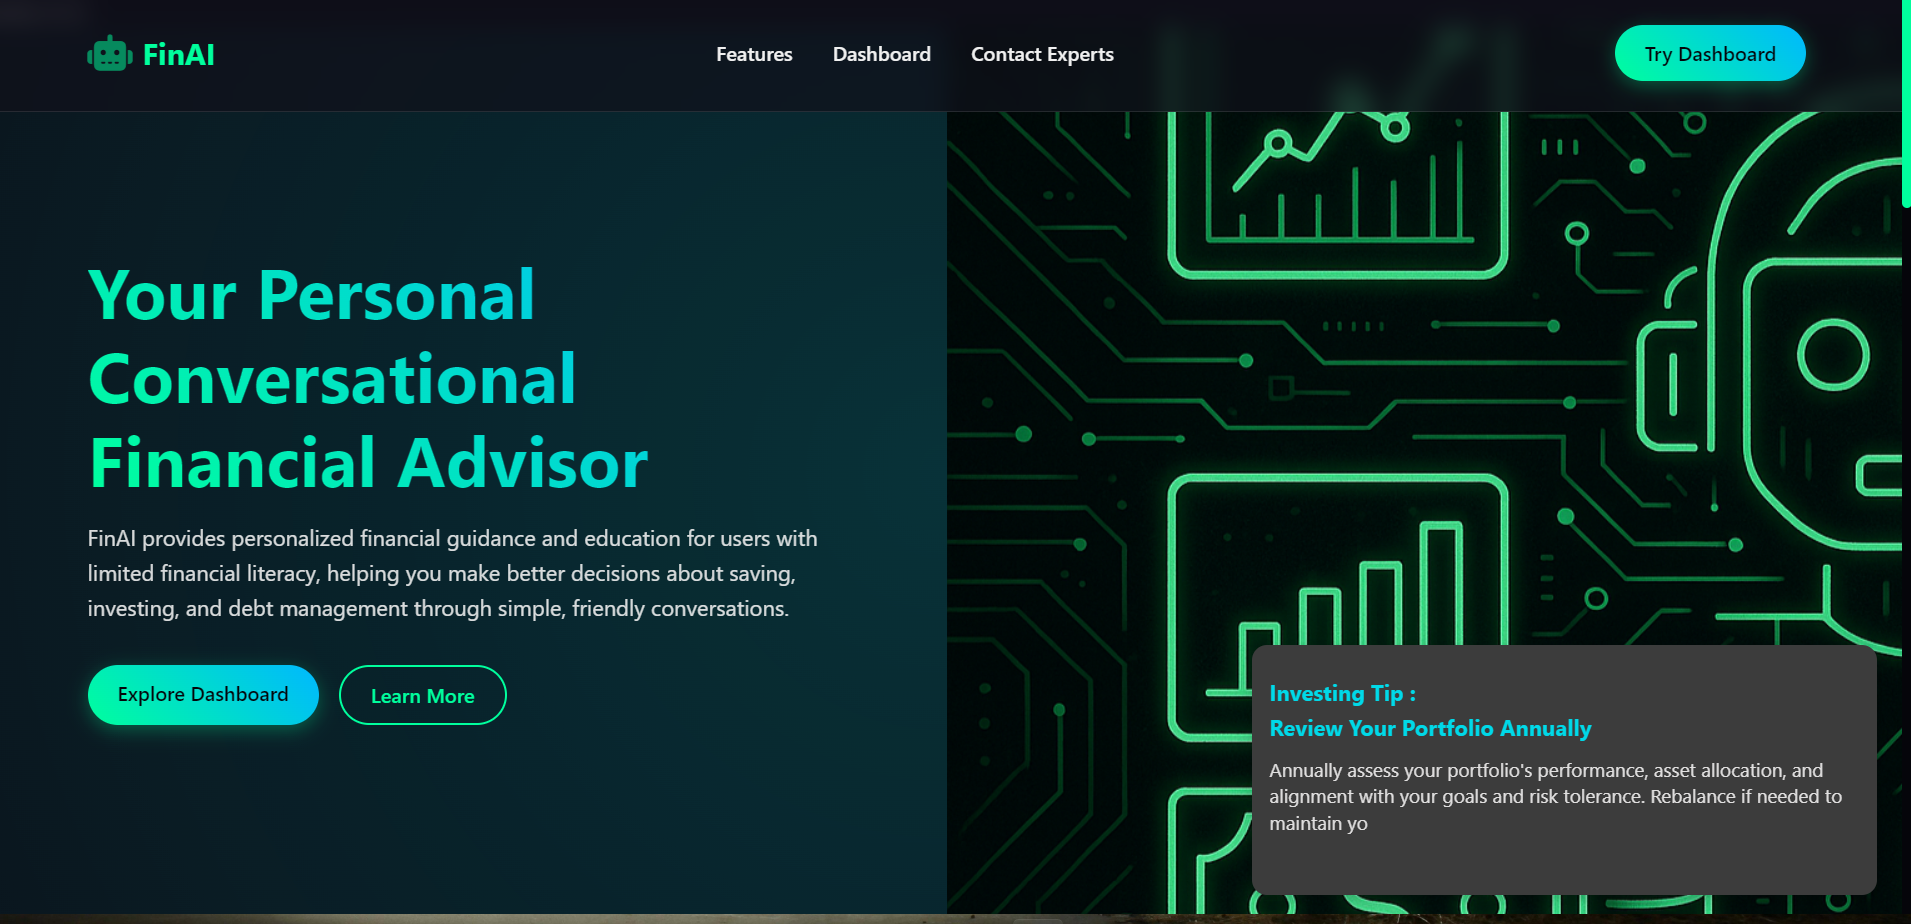 FinAI
Features
Dashboard
Contact Experts
Try Dashboard
Your Personal
Conversational
Financial Advisor
FinAI provides personalized financial guidance and education for users with
limited financial literacy, helping you make better decisions about saving,
investing, and debt management through simple, friendly conversations.
Explore Dashboard
Learn More
Investing Tip :
Review Your Portfolio Annually
Annually assess your portfolio's performance, asset allocation, and
alignment with your goals and risk tolerance. Rebalance if needed to
maintain yo